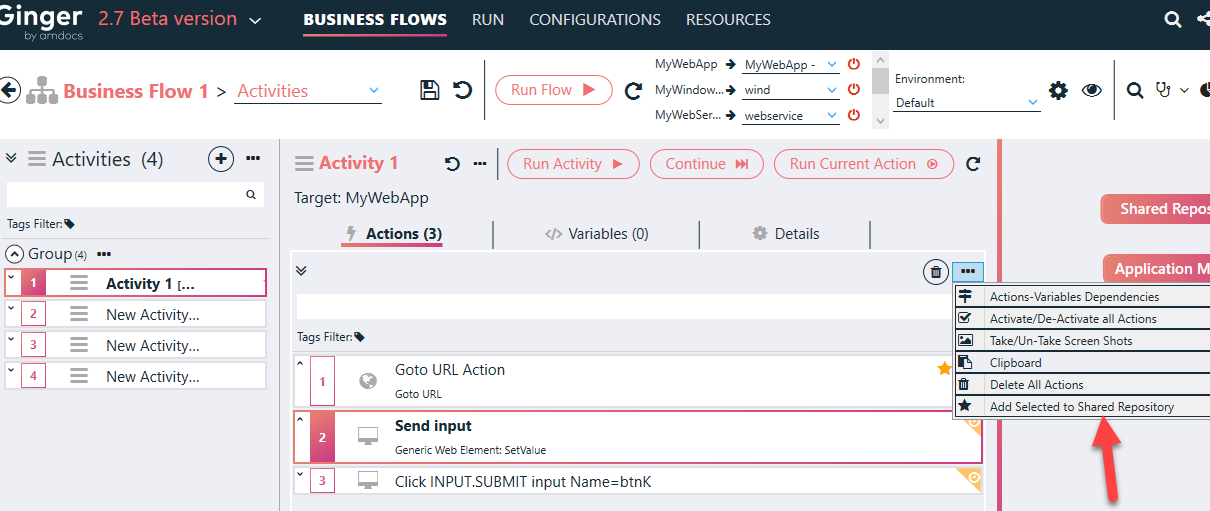 Ginger 2.7 Beta version BUSINESS FLOWS RUN CONFIGURATIONS RESOURCES
by amdocs
Business Flow 1 > Activities
Run Flow
MyWebApp MyWebApp -
MyWindow... wind
MyWebSer... webservice
Environment:
Default
Activities (4)
Tags Filter:
Group (4)
1 Activity 1 [...
2 New Activity...
3 New Activity...
4 New Activity...
Activity 1
Run Activity Continue Run Current Action
Target: MyWebApp
Actions (3) Variables (0) Details
Tags Filter:
1 Goto URL Action
Goto URL
2 Send input
Generic Web Element: SetValue
3 Click INPUT.SUBMIT input Name=btnK
Shared Repos
Application M
Actions-Variables Dependencies
Activate/De-Activate all Actions
Take/Un-Take Screen Shots
Clipboard
Delete All Actions
Add Selected to Shared Repository